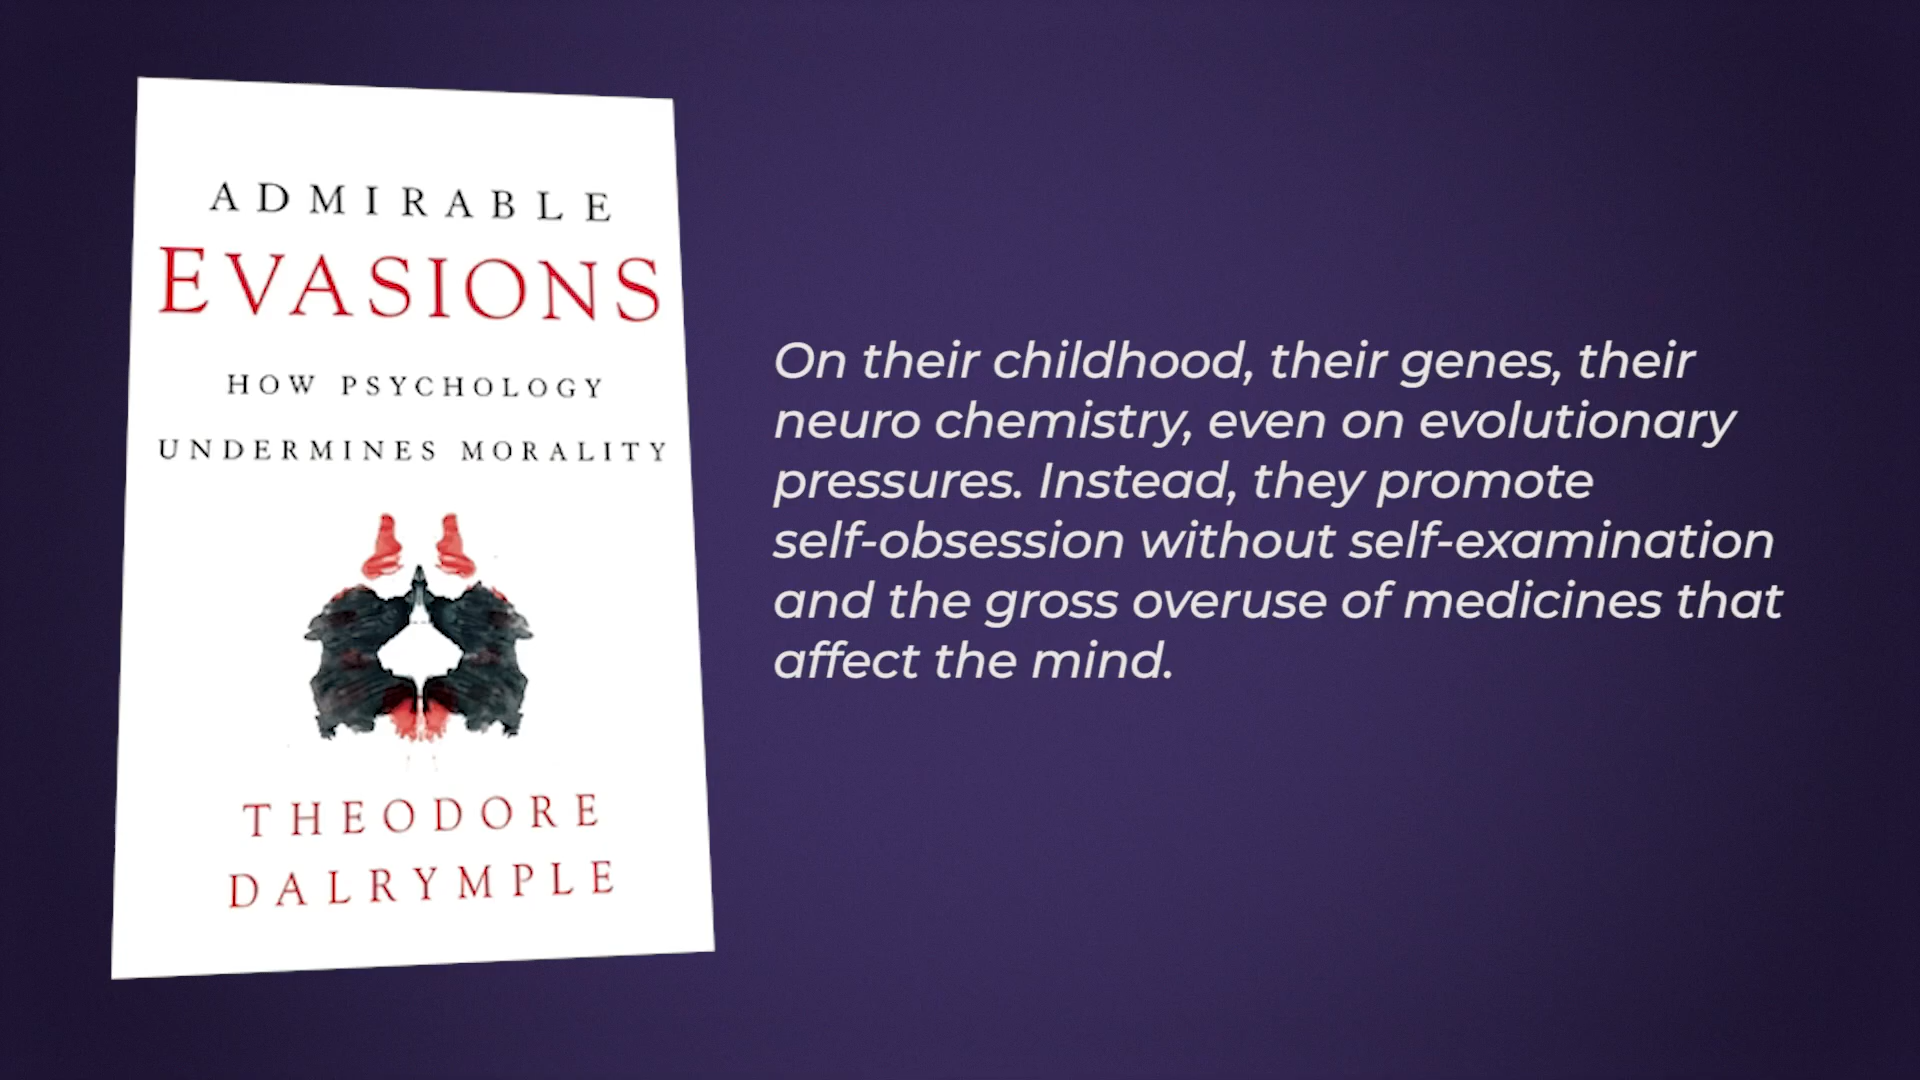 ADMIRABLE
EVASIONS
HOW PSYCHOLOGY
UNDERMINES MORALITY
THEODORE
DALRYMPLE
On their childhood, their genes, their
neuro chemistry, even on evolutionary
pressures. Instead, they promote
self-obsession without self-examination
and the gross overuse of medicines that
affect the mind.